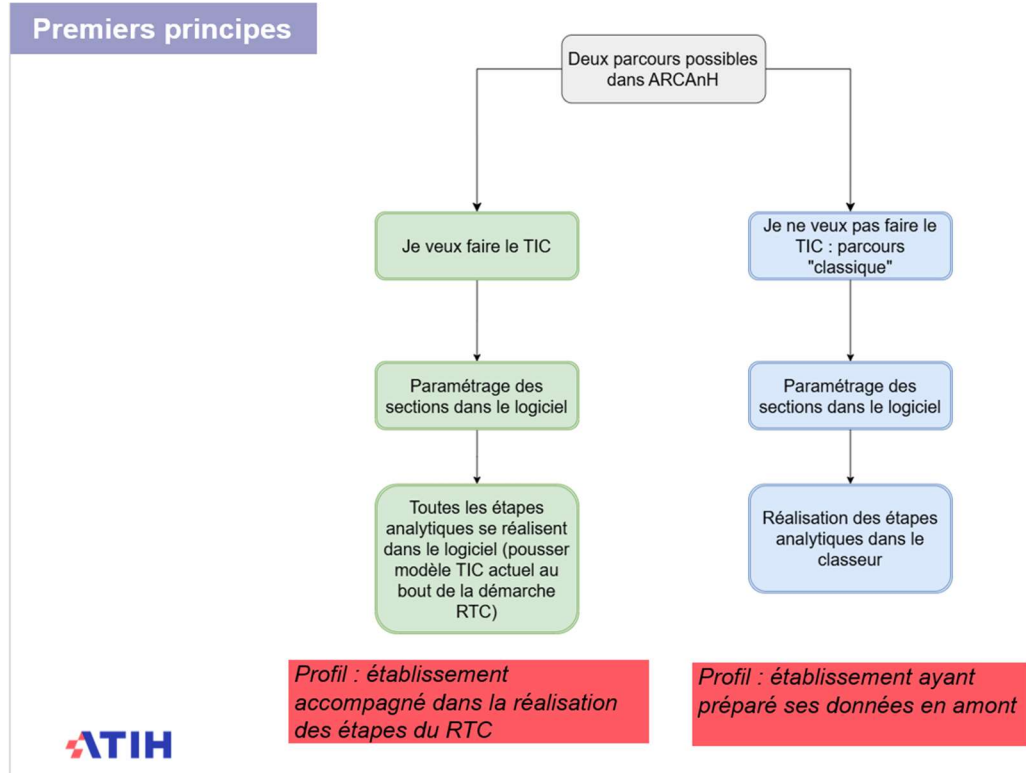 Premiers principes
Deux parcours possibles
dans ARCAnH
Je veux faire le TIC
Je ne veux pas faire le
TIC : parcours
"classique"
Paramétrage des
sections dans le logiciel
Paramétrage des
sections dans le logiciel
Toutes les étapes
analytiques se réalisent
dans le logiciel (pousser
modèle TIC actuel au
bout de la démarche
RTC)
Réalisation des étapes
analytiques dans le
classeur
Profil : établissement
accompagné dans la réalisation
des étapes du RTC
Profil : établissement ayant
préparé ses données en amont
ATIH